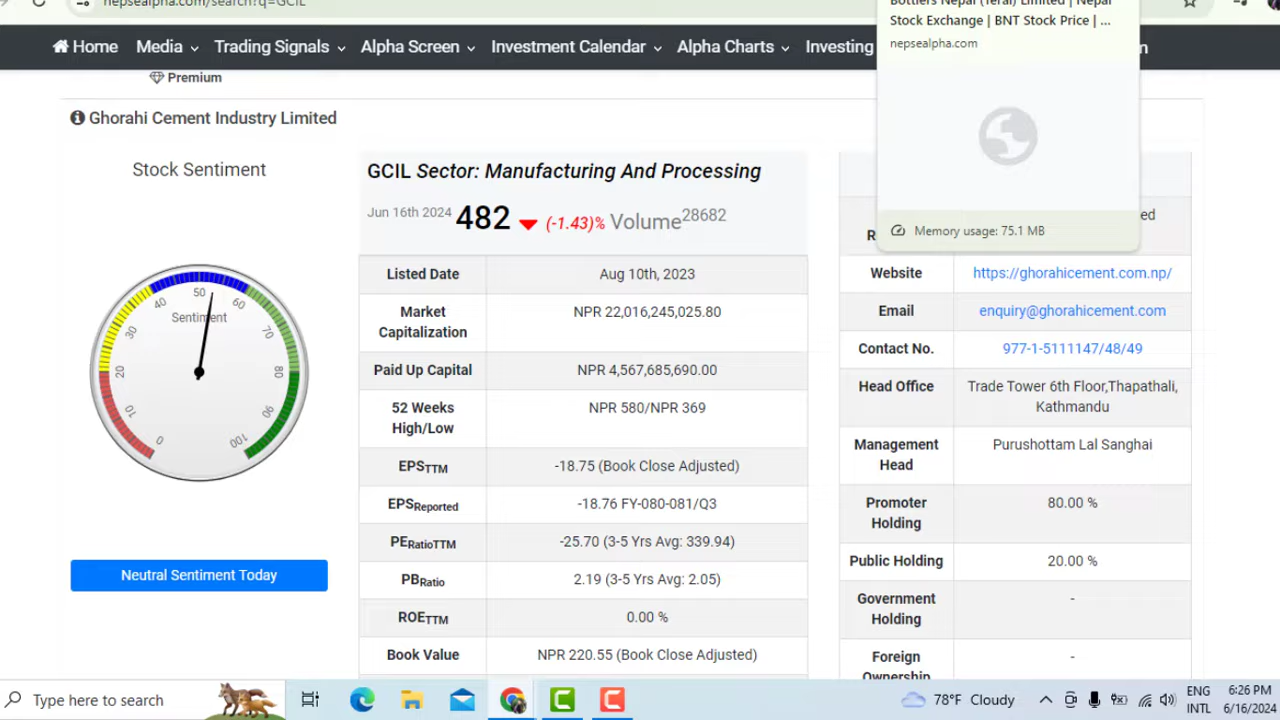 nepsealpha.com/search?q=GCIL
Bottlers Nepal (Terai) Limited | Nepal
Stock Exchange | BNT Stock Price | ...
nepsealpha.com
Memory usage: 75.1 MB
Home Media Trading Signals Alpha Screen Investment Calendar Alpha Charts Investing
Premium
Ghorahi Cement Industry Limited
Stock Sentiment
0 10 20 30 40 50 60 70 80 90 100
Sentiment
Neutral Sentiment Today
GCIL Sector: Manufacturing And Processing
Jun 16th 2024 482 (-1.43)% Volume 28682
Listed Date Aug 10th, 2023
Market
Capitalization
NPR 22,016,245,025.80
Paid Up Capital NPR 4,567,685,690.00
52 Weeks
High/Low
NPR 580/NPR 369
EPSTTM -18.75 (Book Close Adjusted)
EPSReported -18.76 FY-080-081/Q3
PERatioTTM -25.70 (3-5 Yrs Avg: 339.94)
PBRatio 2.19 (3-5 Yrs Avg: 2.05)
ROETTM 0.00 %
Book Value NPR 220.55 (Book Close Adjusted)
Website https://ghorahicement.com.np/
Email enquiry@ghorahicement.com
Contact No. 977-1-5111147/48/49
Head Office
Trade Tower 6th Floor,Thapathali,
Kathmandu
Management
Head
Purushottam Lal Sanghai
Promoter
Holding
80.00 %
Public Holding 20.00 %
Government
Holding
-
Foreign
Ownership
-
Type here to search
78°F Cloudy
ENG
INTL
6:26 PM
6/16/2024